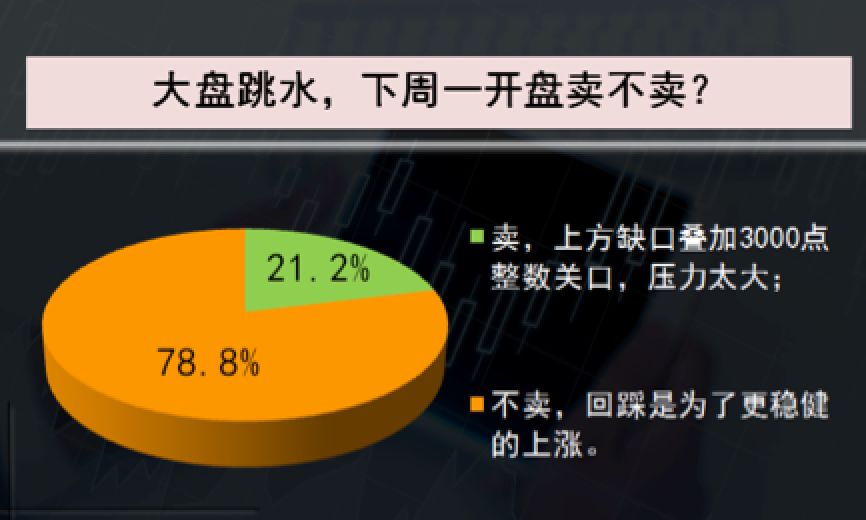 大盘跳水，下周一开盘卖不卖？
21.2%
78.8%
卖，上方缺口叠加3000点
整数关口，压力太大；
不卖，回踩是为了更稳健
的上涨。